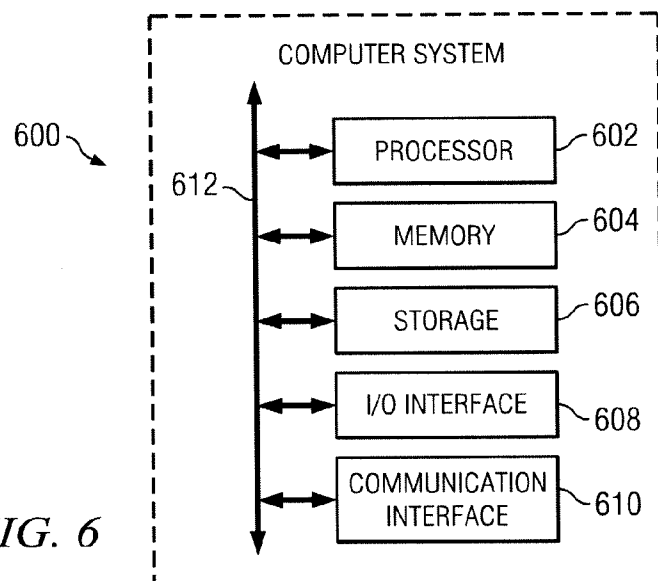 COMPUTER SYSTEM
600
PROCESSOR
602
612
MEMORY
604
STORAGE
606
I/O INTERFACE
608
COMMUNICATION
INTERFACE
610
IG. 6